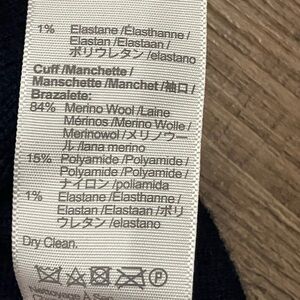 1% Elastane /Élasthanne /
Elastan /Elastaan /
ポリウレタン /elastano
Cuff /Manchette /
Manschette /Manchet /袖口 /
Brazalete:
84% Merino Wool /Laine
Mérinos /Merino Wolle /
Merinowol /メリノウー
ル /lana merino
15% Polyamide /Polyamide /
Polyamid /Polyamide /
ナイロン /poliamida
1% Elastane /Élasthanne /
Elastan /Elastaan /ポリ
ウレタン /elastano
Dry Clean.
P
Nettoyage À Sec.